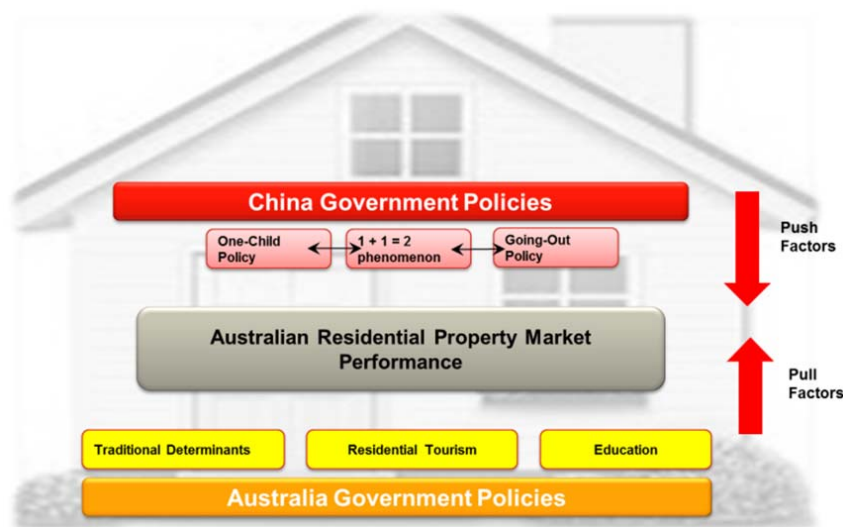 China Government Policies
One-Child
Policy
1 + 1 = 2
phenomenon
Going-Out
Policy
Push
Factors
Australian Residential Property Market
Performance
Pull
Factors
Traditional Determinants
Residential Tourism
Education
Australia Government Policies